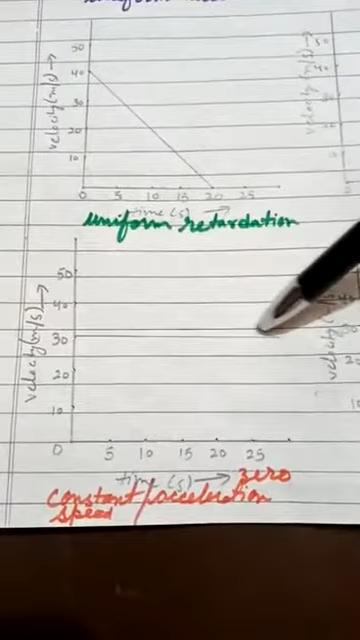 50
velocity(m/s) →
40
30
20
10
0 5 10 15 20 25
time (s) →
uniform retardation
50
velocity(m/s) →
40
30
20
10
0
5 10 15 20 25
time (s) → zero
constant / acceleration
speed